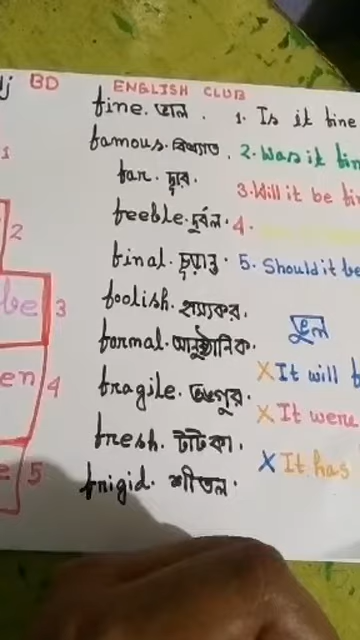 BD ENGLISH CLUB
fine. ভাল.
famous. বিখ্যাত.
far. দূর.
feeble. দুর্বল.
final. চূড়ান্ত.
foolish. হাস্যকর.
formal. আনুষ্ঠানিক.
fragile. ভঙ্গুর.
fresh. টাটকা.
frigid. শীতল.
1. Is it fine
2. Was it
3. Will it be
4.
5. Should it be
ভুল
X It will
X It were
X It has
1
2
be 3
en 4
e 5